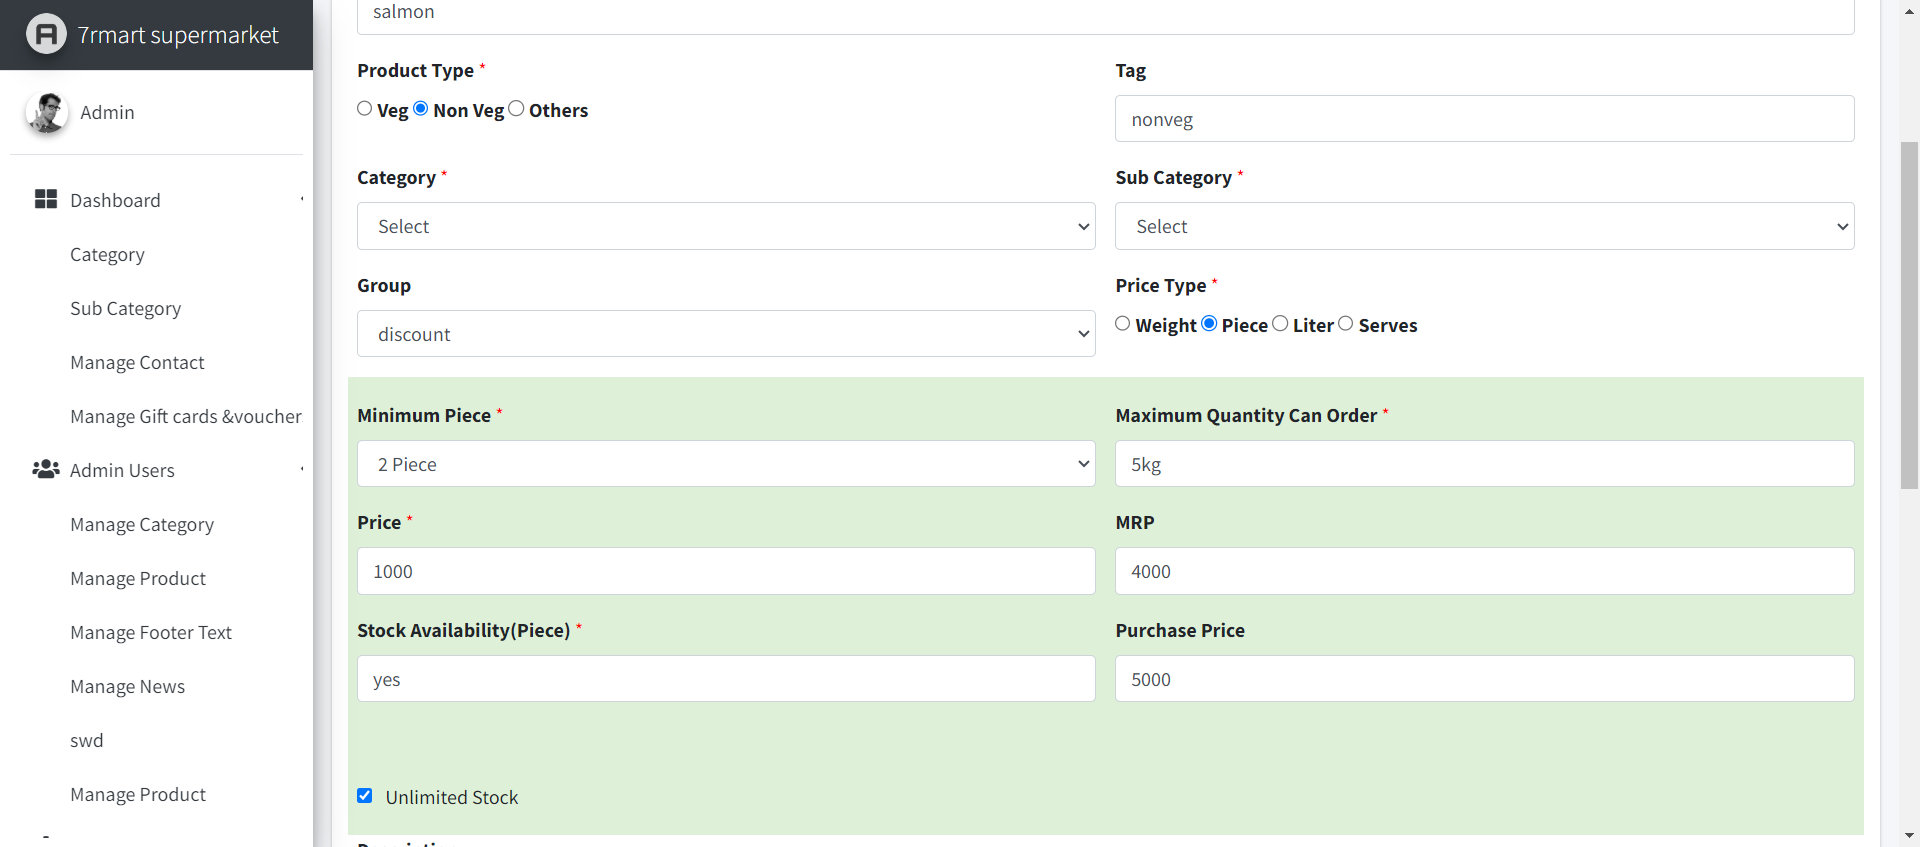 7rmart supermarket
Admin
Dashboard
Category
Sub Category
Manage Contact
Manage Gift cards &voucher
Admin Users
Manage Category
Manage Product
Manage Footer Text
Manage News
swd
Manage Product
salmon
Product Type *
Tag
Veg Non Veg Others
nonveg
Category *
Sub Category *
Select
Select
Group
Price Type *
discount
Weight Piece Liter Serves
Minimum Piece *
Maximum Quantity Can Order *
2 Piece
5kg
Price *
MRP
1000
4000
Stock Availability(Piece) *
Purchase Price
yes
5000
Unlimited Stock